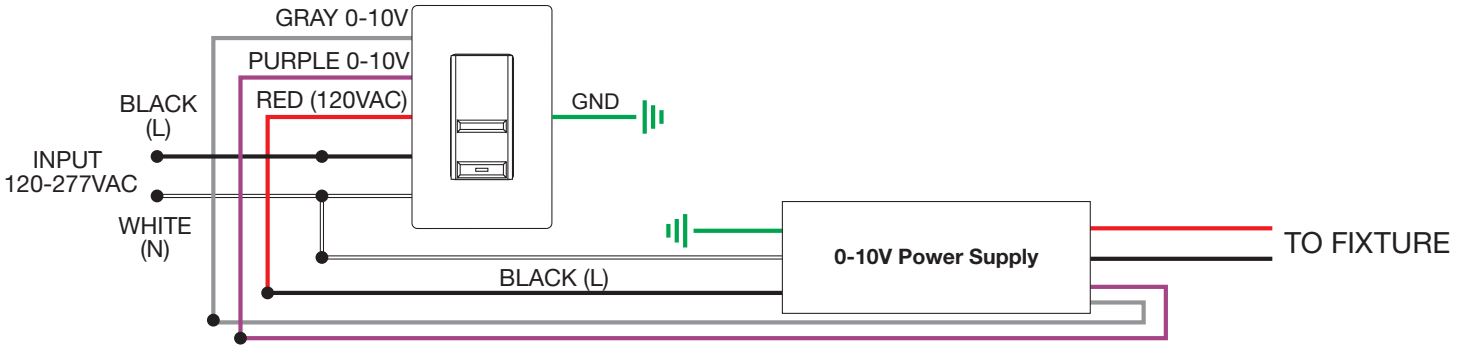 GRAY 0-10V
PURPLE 0-10V
RED (120VAC)
BLACK
(L)
INPUT
120-277VAC
WHITE
(N)
GND
BLACK (L)
0-10V Power Supply
TO FIXTURE